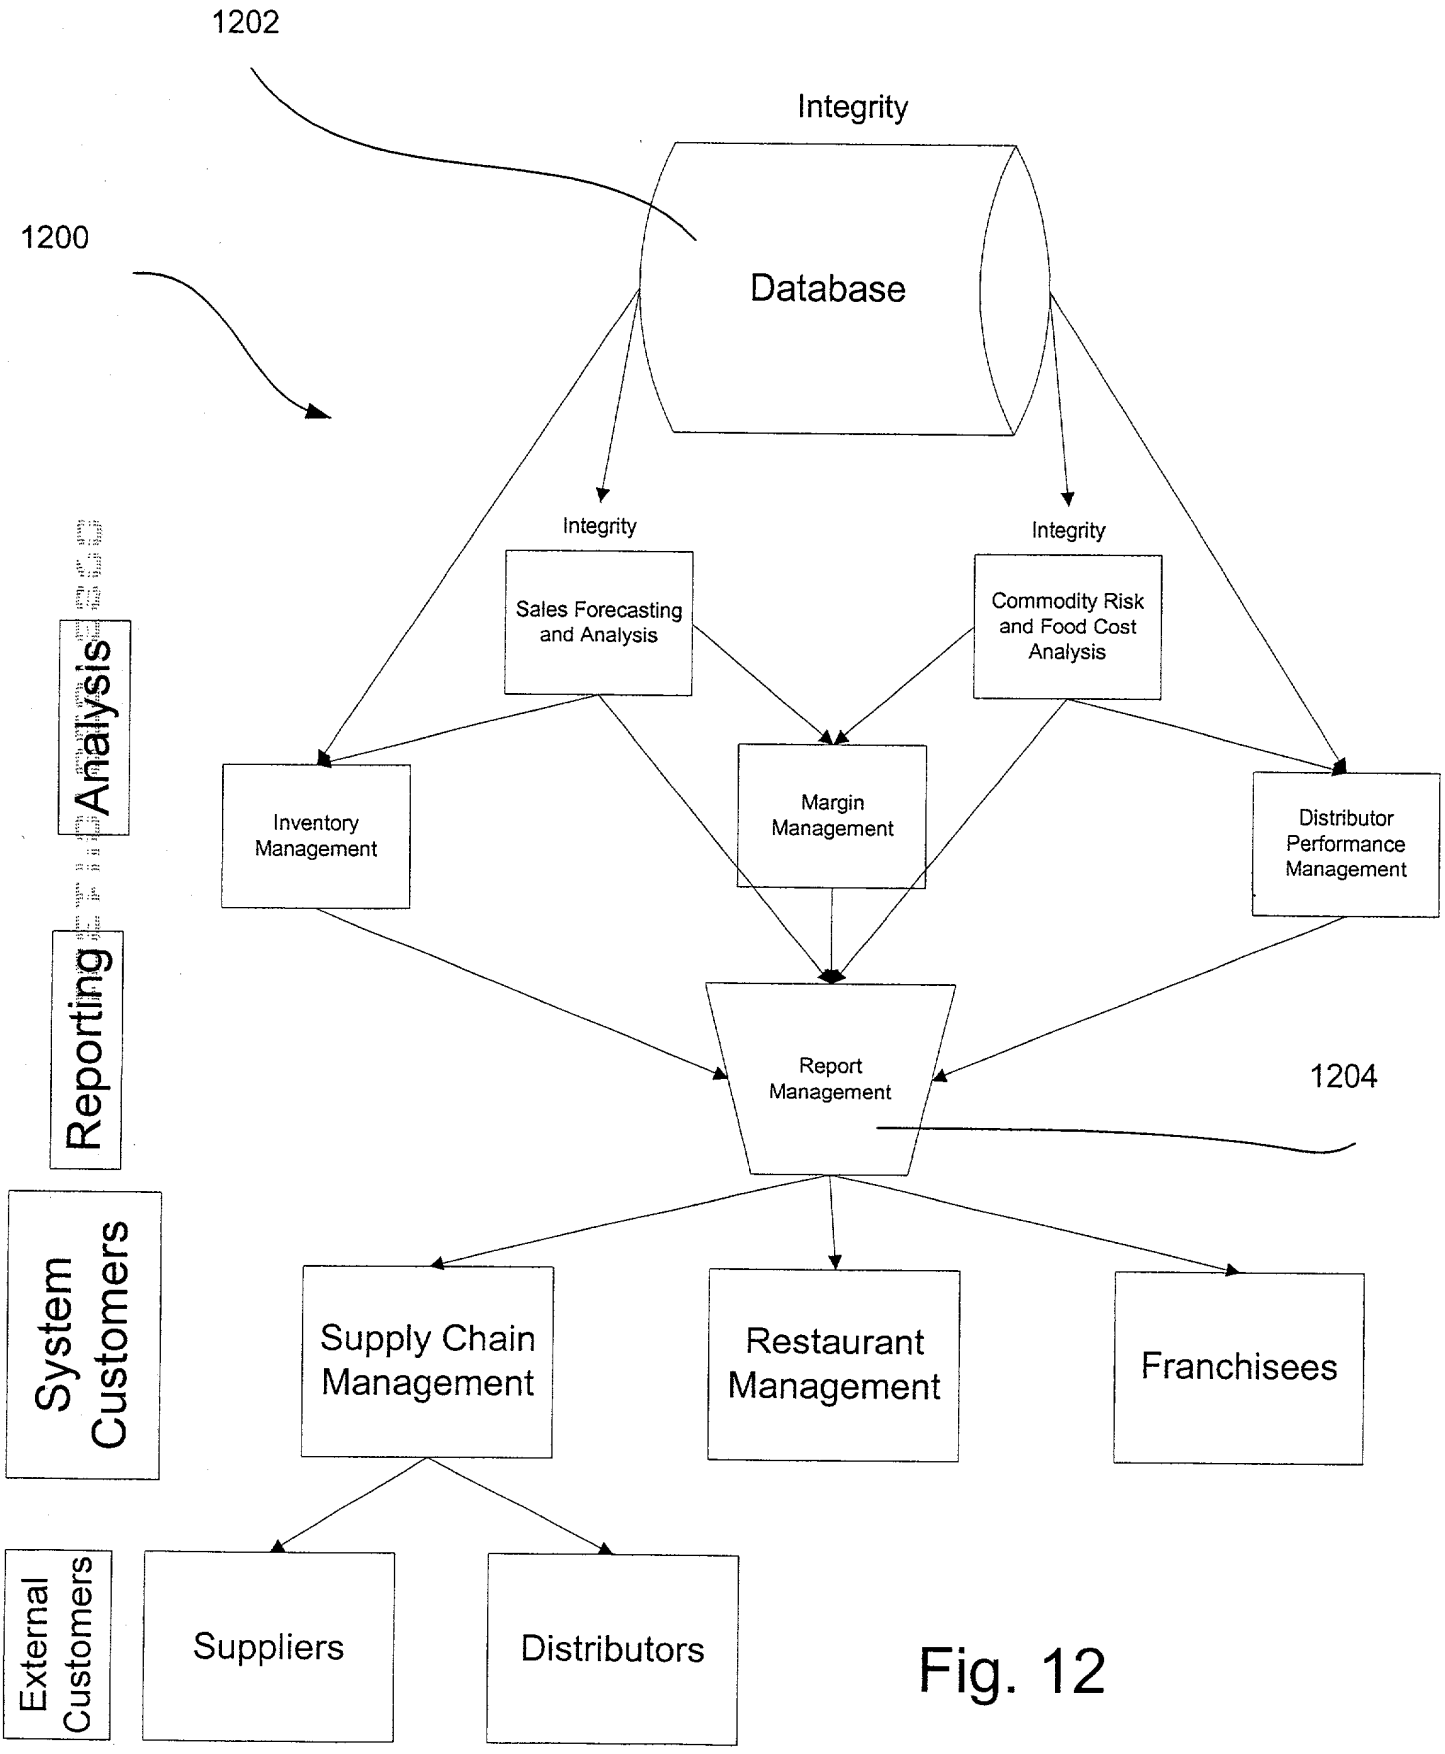 1202
Integrity
1200
Database
Integrity
Integrity
Sales Forecasting
and Analysis
Commodity Risk
and Food Cost
Analysis
Analysis
Inventory
Management
Margin
Management
Distributor
Performance
Management
Reporting
Report
Management
1204
System
Customers
Supply Chain
Management
Restaurant
Management
Franchisees
External
Customers
Suppliers
Distributors
Fig. 12